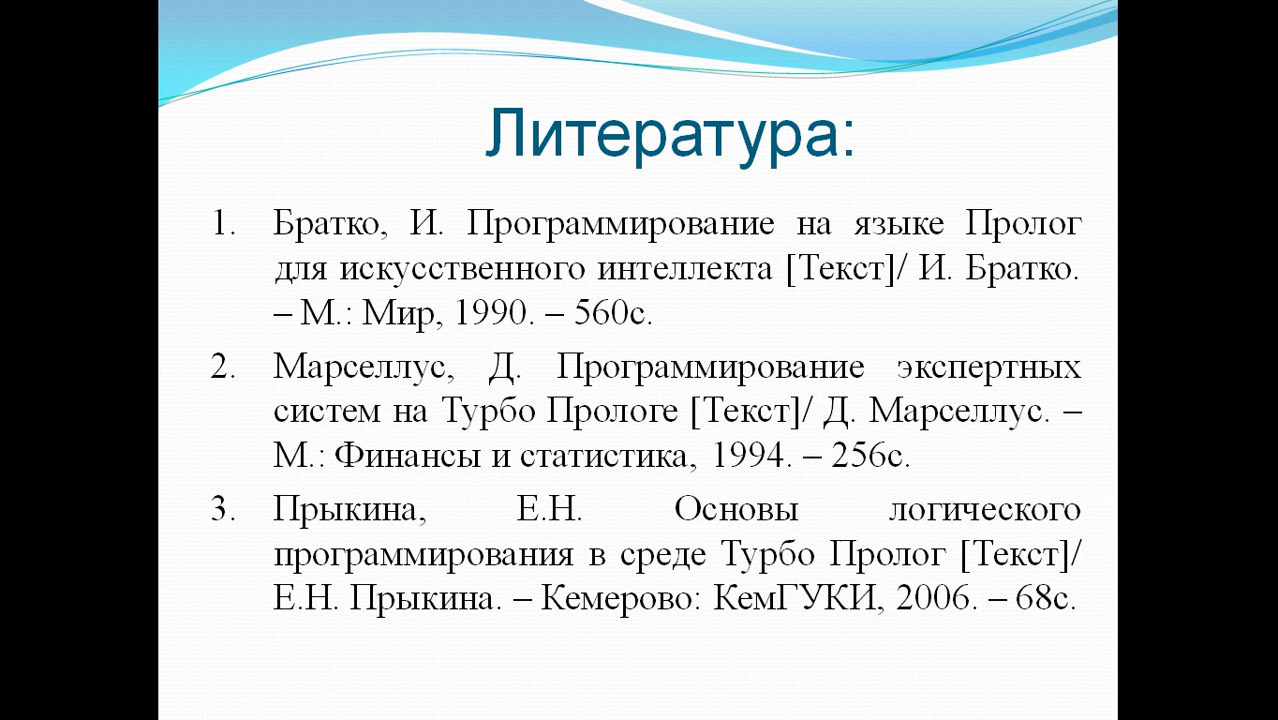 Литература:
1. Братко, И. Программирование на языке Пролог
для искусственного интеллекта [Текст]/ И. Братко.
– М.: Мир, 1990. – 560с.
2. Марселлус, Д. Программирование экспертных
систем на Турбо Прологе [Текст]/ Д. Марселлус. –
М.: Финансы и статистика, 1994. – 256с.
3. Прыкина, Е.Н. Основы логического
программирования в среде Турбо Пролог [Текст]/
Е.Н. Прыкина. – Кемерово: КемГУКИ, 2006. – 68с.